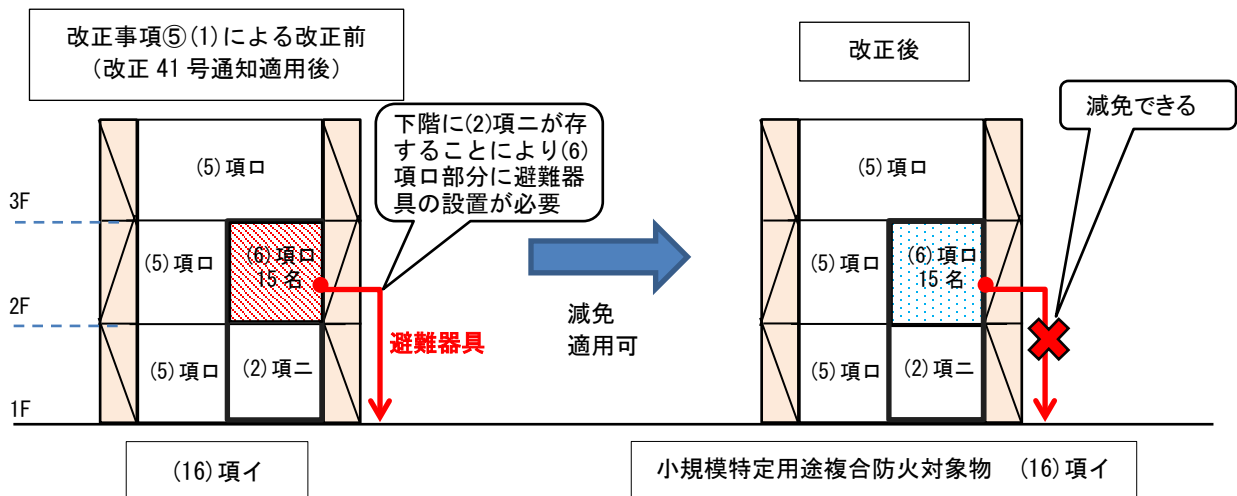 改正事項⑤(1)による改正前
（改正 41 号通知適用後）
改正後
下階に(2)項ニが存
することにより(6)
項ロ部分に避難器
具の設置が必要
減免できる
(5)項ロ
3F
(5)項ロ
(6)項ロ
15名
2F
(5)項ロ
(2)項ニ
1F
避難器具
減免
適用可
(5)項ロ
(5)項ロ
(6)項ロ
15名
(5)項ロ
(2)項ニ
(16)項イ
小規模特定用途複合防火対象物　(16)項イ